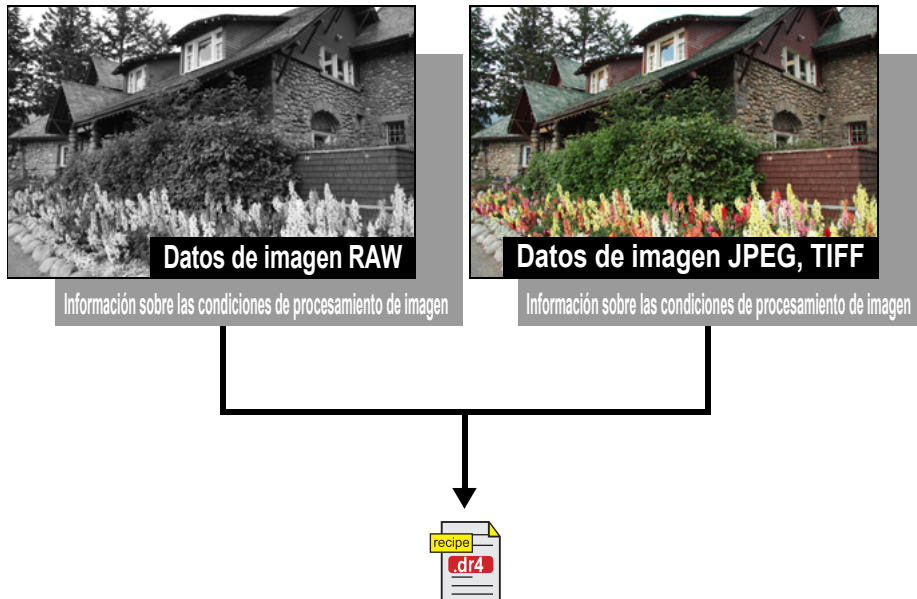 Datos de imagen RAW
Datos de imagen JPEG, TIFF
Información sobre las condiciones de procesamiento de imagen
Información sobre las condiciones de procesamiento de imagen
recipe
.dr4